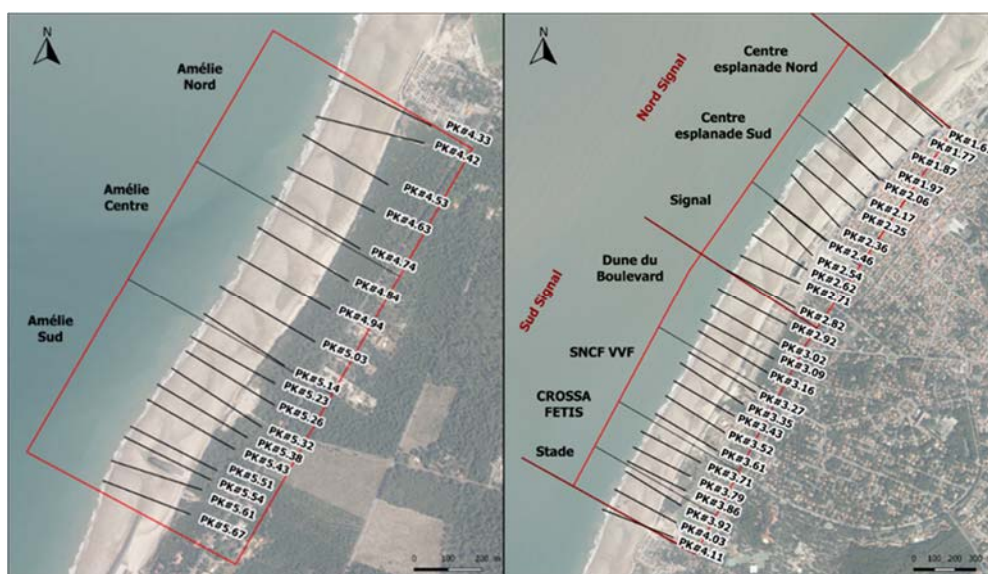 N
Amélie
Nord
Amélie
Centre
Amélie
Sud
PK#4.33
PK#4.42
PK#4.53
PK#4.63
PK#4.74
PK#4.84
PK#4.94
PK#5.03
PK#5.14
PK#5.23
PK#5.26
PK#5.32
PK#5.38
PK#5.43
PK#5.51
PK#5.54
PK#5.61
PK#5.67
0 100 200 m
N
Centre
esplanade Nord
Nord Signal
Centre
esplanade Sud
Signal
Dune du
Boulevard
Sud Signal
SNCF VVF
CROSSA
FETIS
Stade
PK#1.6
PK#1.77
PK#1.87
PK#1.97
PK#2.06
PK#2.17
PK#2.25
PK#2.36
PK#2.46
PK#2.54
PK#2.62
PK#2.71
PK#2.82
PK#2.92
PK#3.02
PK#3.09
PK#3.16
PK#3.27
PK#3.35
PK#3.43
PK#3.52
PK#3.61
PK#3.71
PK#3.79
PK#3.86
PK#3.92
PK#4.03
PK#4.11
0 100 200 300 m